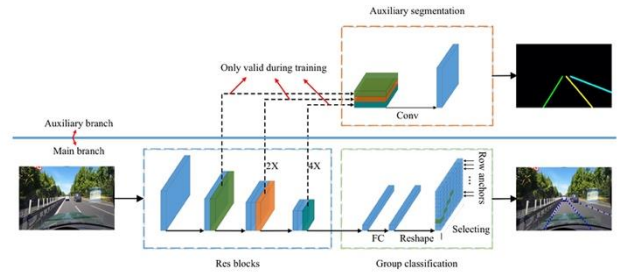 Auxiliary segmentation
Only valid during training
Conv
Auxiliary branch
Main branch
2X
4X
Row anchors
...
FC
Reshape
Selecting
Res blocks
Group classification